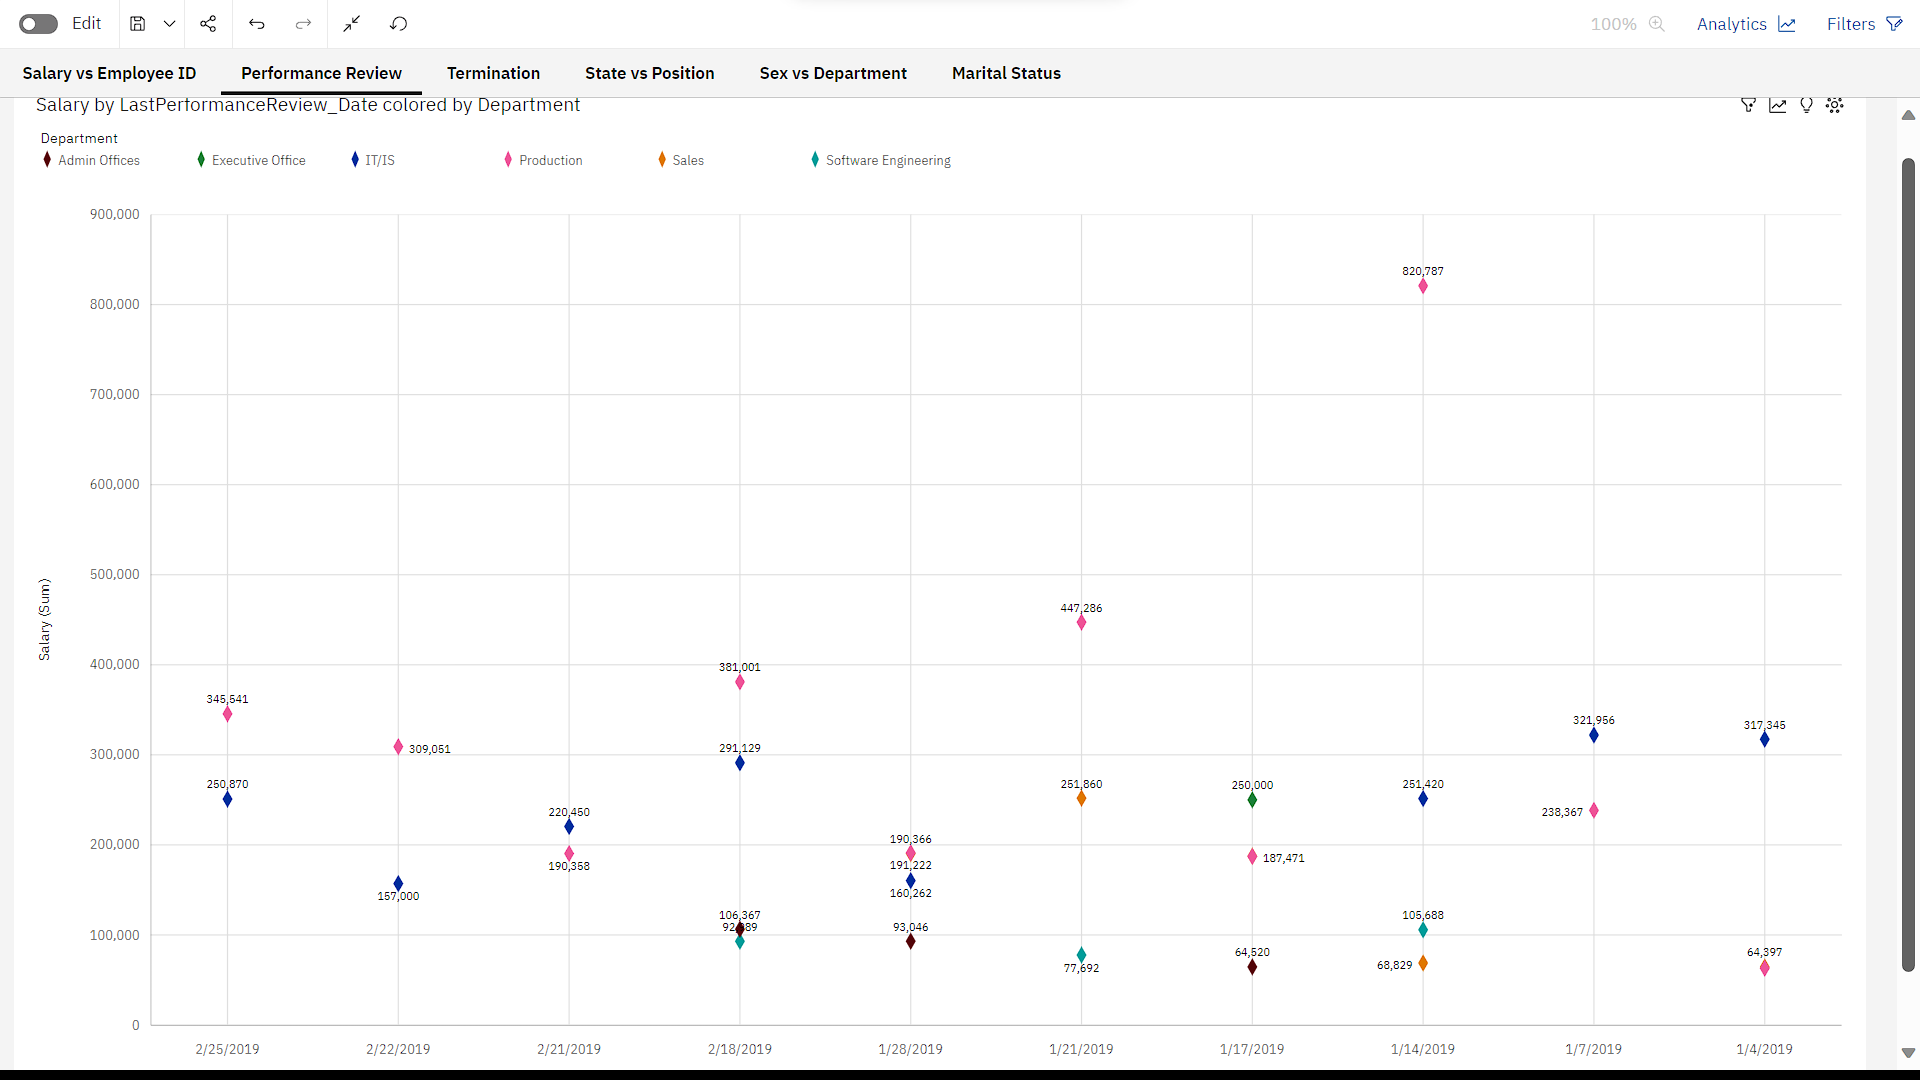 Edit
100%
Analytics
Filters
Salary vs Employee ID
Performance Review
Termination
State vs Position
Sex vs Department
Marital Status
Salary by LastPerformanceReview_Date colored by Department
Department
Admin Offices
Executive Office
IT/IS
Production
Sales
Software Engineering
Salary (Sum)
900,000
800,000
700,000
600,000
500,000
400,000
300,000
200,000
100,000
0
820,787
447,286
381,001
345,541
321,956
317,345
309,051
291,129
250,870
251,860
250,000
251,420
238,367
220,450
190,358
190,366
191,222
187,471
160,262
157,000
106,367
93,046
105,688
77,692
64,520
68,829
64,397
2/25/2019
2/22/2019
2/21/2019
2/18/2019
1/28/2019
1/21/2019
1/17/2019
1/14/2019
1/7/2019
1/4/2019